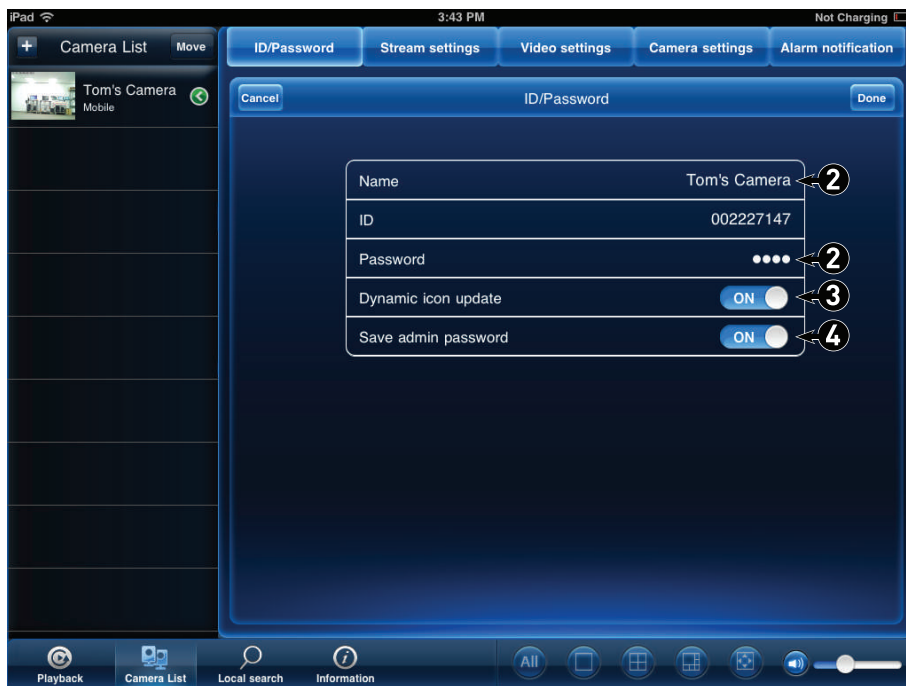 iPad 3:43 PM Not Charging
+ Camera List Move ID/Password Stream settings Video settings Camera settings Alarm notification
Tom's Camera
Mobile
Cancel ID/Password Done
Name Tom's Camera 2
ID 002227147
Password •••• 2
Dynamic icon update ON 3
Save admin password ON 4
All
Playback Camera List Local search Information